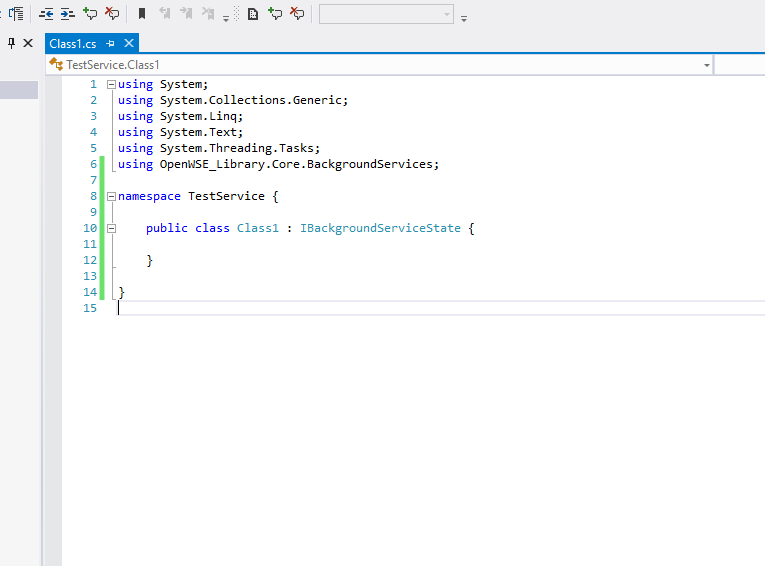 Class1.cs
TestService.Class1
1 using System;
2 using System.Collections.Generic;
3 using System.Linq;
4 using System.Text;
5 using System.Threading.Tasks;
6 using OpenWSE_Library.Core.BackgroundServices;
7
8 namespace TestService {
9
10 public class Class1 : IBackgroundServiceState {
11
12 }
13
14 }
15